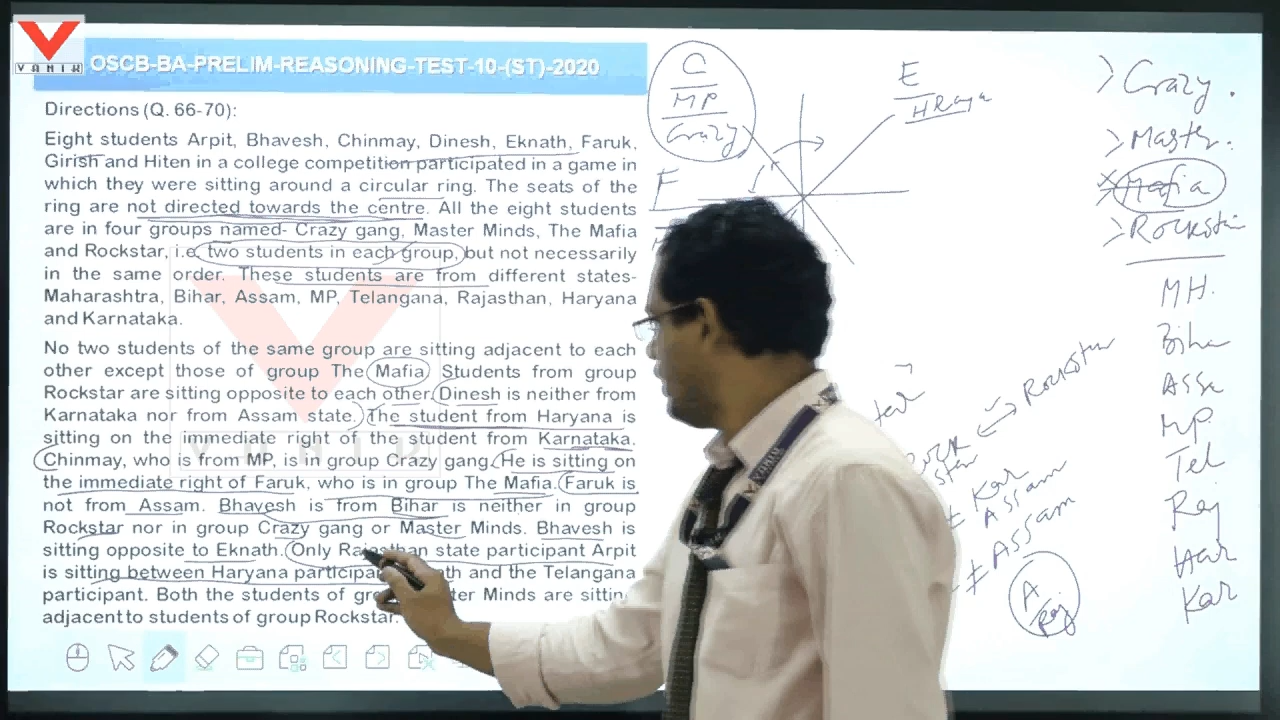 VANIK
OSCB-BA-PRELIM-REASONING-TEST-10-(ST)-2020
Directions (Q. 66-70):
Eight students Arpit, Bhavesh, Chinmay, Dinesh, Eknath, Faruk,
Girish and Hiten in a college competition participated in a game in
which they were sitting around a circular ring. The seats of the
ring are not directed towards the centre. All the eight students
are in four groups named- Crazy gang, Master Minds, The Mafia
and Rockstar, i.e. two students in each group, but not necessarily
in the same order. These students are from different states-
Maharashtra, Bihar, Assam, MP, Telangana, Rajasthan, Haryana
and Karnataka.
No two students of the same group are sitting adjacent to each
other except those of group The Mafia Students from group
Rockstar are sitting opposite to each other. Dinesh is neither from
Karnataka nor from Assam state. The student from Haryana is
sitting on the immediate right of the student from Karnataka.
Chinmay, who is from MP, is in group Crazy gang. He is sitting on
the immediate right of Faruk, who is in group The Mafia. Faruk is
not from Assam. Bhavesh is from Bihar is neither in group
Rockstar nor in group Crazy gang or Master Minds. Bhavesh is
sitting opposite to Eknath. Only Rajasthan state participant Arpit
is sitting between Haryana and the Telangana
participant. Both the students of Minds are
adjacent to students of group Rockstar.
C
MP
Crazy
E
HRaya
F
Crazy.
Master.
Mafia
MH.
MP
Tel
Raj
Har
Kar
≠ Kar
Assam
≠ Assam
A
Raj